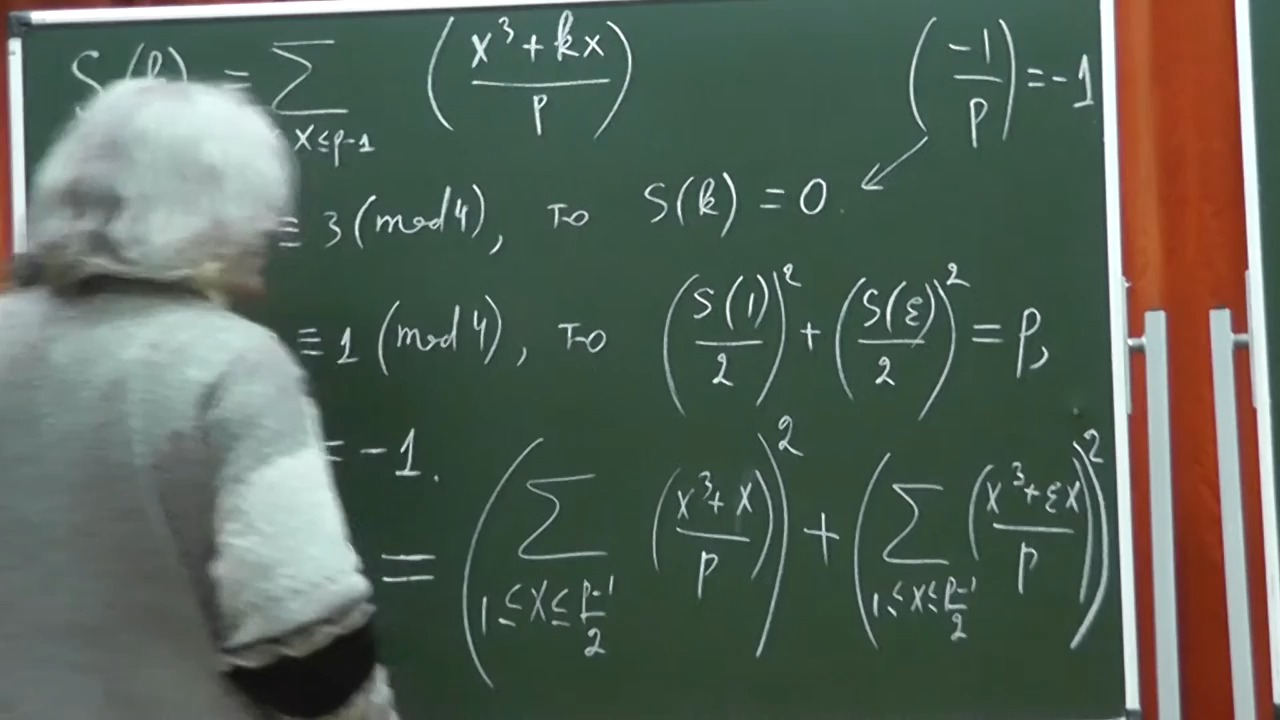 = ∑ ((x³+kx)/p) (-1/p) = -1
x≤p-1
≡ 3 (mod 4), то S(k) = 0.
≡ 1 (mod 4), то (S(1)/2)² + (S(ε)/2)² = p,
= -1.
= (∑ ((x³+x)/p))² + (∑ ((x³+εx)/p))²
1≤x≤(p-1)/2 1≤x≤(p-1)/2